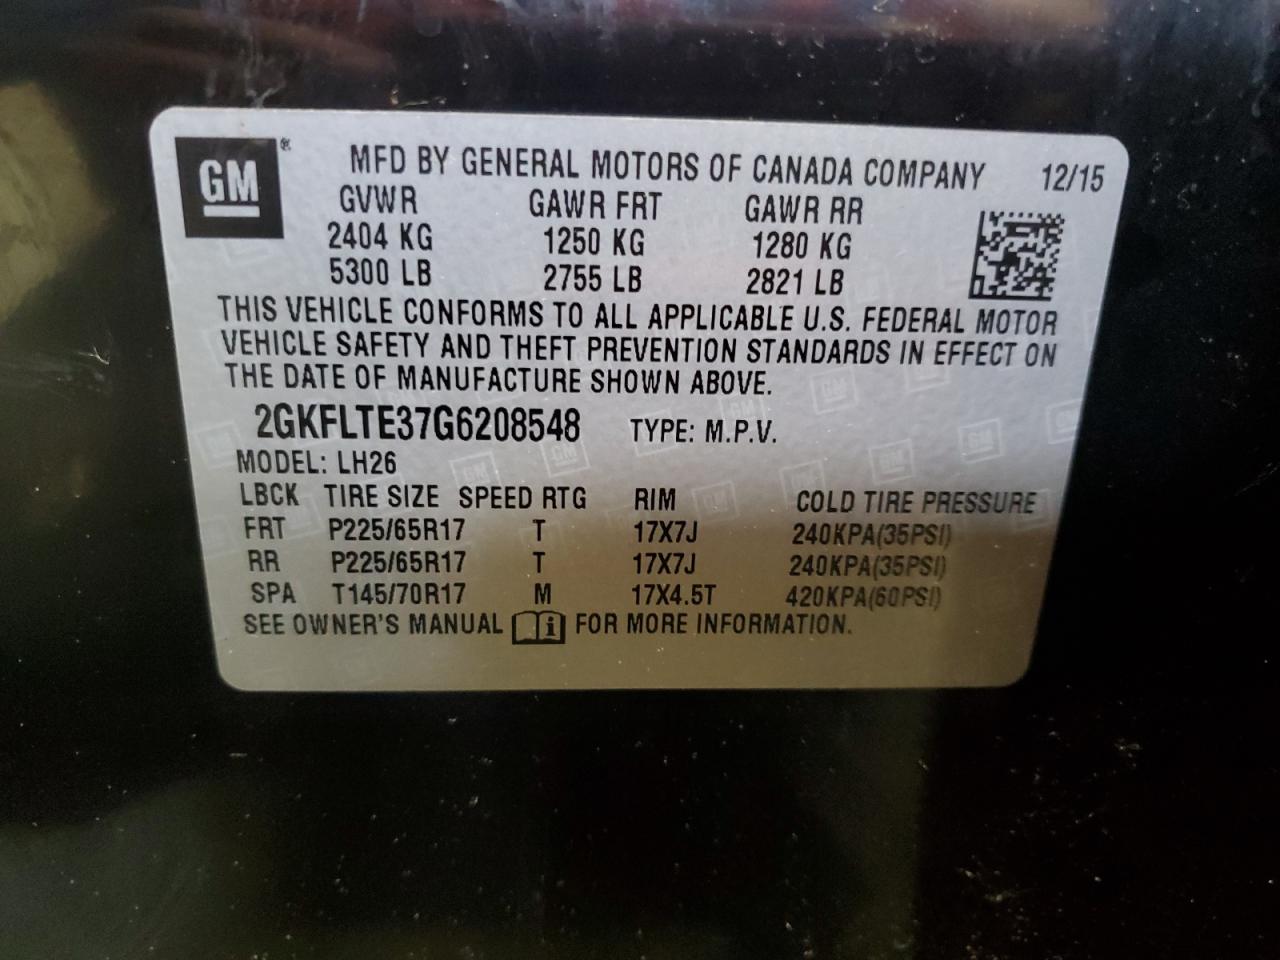 GM ®
MFD BY GENERAL MOTORS OF CANADA COMPANY 12/15
GVWR GAWR FRT GAWR RR
2404 KG 1250 KG 1280 KG
5300 LB 2755 LB 2821 LB
THIS VEHICLE CONFORMS TO ALL APPLICABLE U.S. FEDERAL MOTOR
VEHICLE SAFETY AND THEFT PREVENTION STANDARDS IN EFFECT ON
THE DATE OF MANUFACTURE SHOWN ABOVE.
2GKFLTE37G6208548 TYPE: M.P.V.
MODEL: LH26
LBCK TIRE SIZE SPEED RTG RIM COLD TIRE PRESSURE
FRT P225/65R17 T 17X7J 240KPA(35PSI)
RR P225/65R17 T 17X7J 240KPA(35PSI)
SPA T145/70R17 M 17X4.5T 420KPA(60PSI)
SEE OWNER'S MANUAL i FOR MORE INFORMATION.